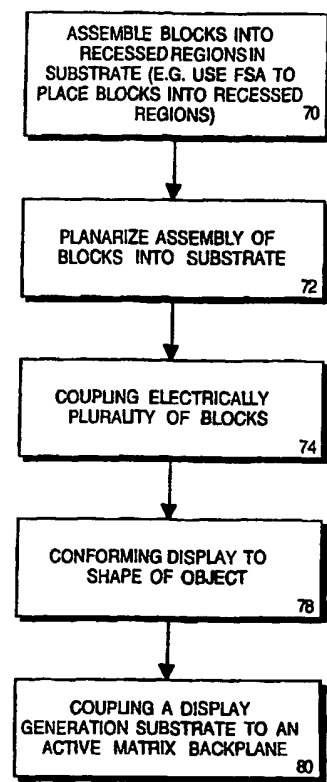 ASSEMBLE BLOCKS INTO
RECESSED REGIONS IN
SUBSTRATE (E.G. USE FSA TO
PLACE BLOCKS INTO RECESSED
REGIONS)
70
PLANARIZE ASSEMBLY OF
BLOCKS INTO SUBSTRATE
72
COUPLING ELECTRICALLY
PLURALITY OF BLOCKS
74
CONFORMING DISPLAY TO
SHAPE OF OBJECT
78
COUPLING A DISPLAY
GENERATION SUBSTRATE TO AN
ACTIVE MATRIX BACKPLANE
80